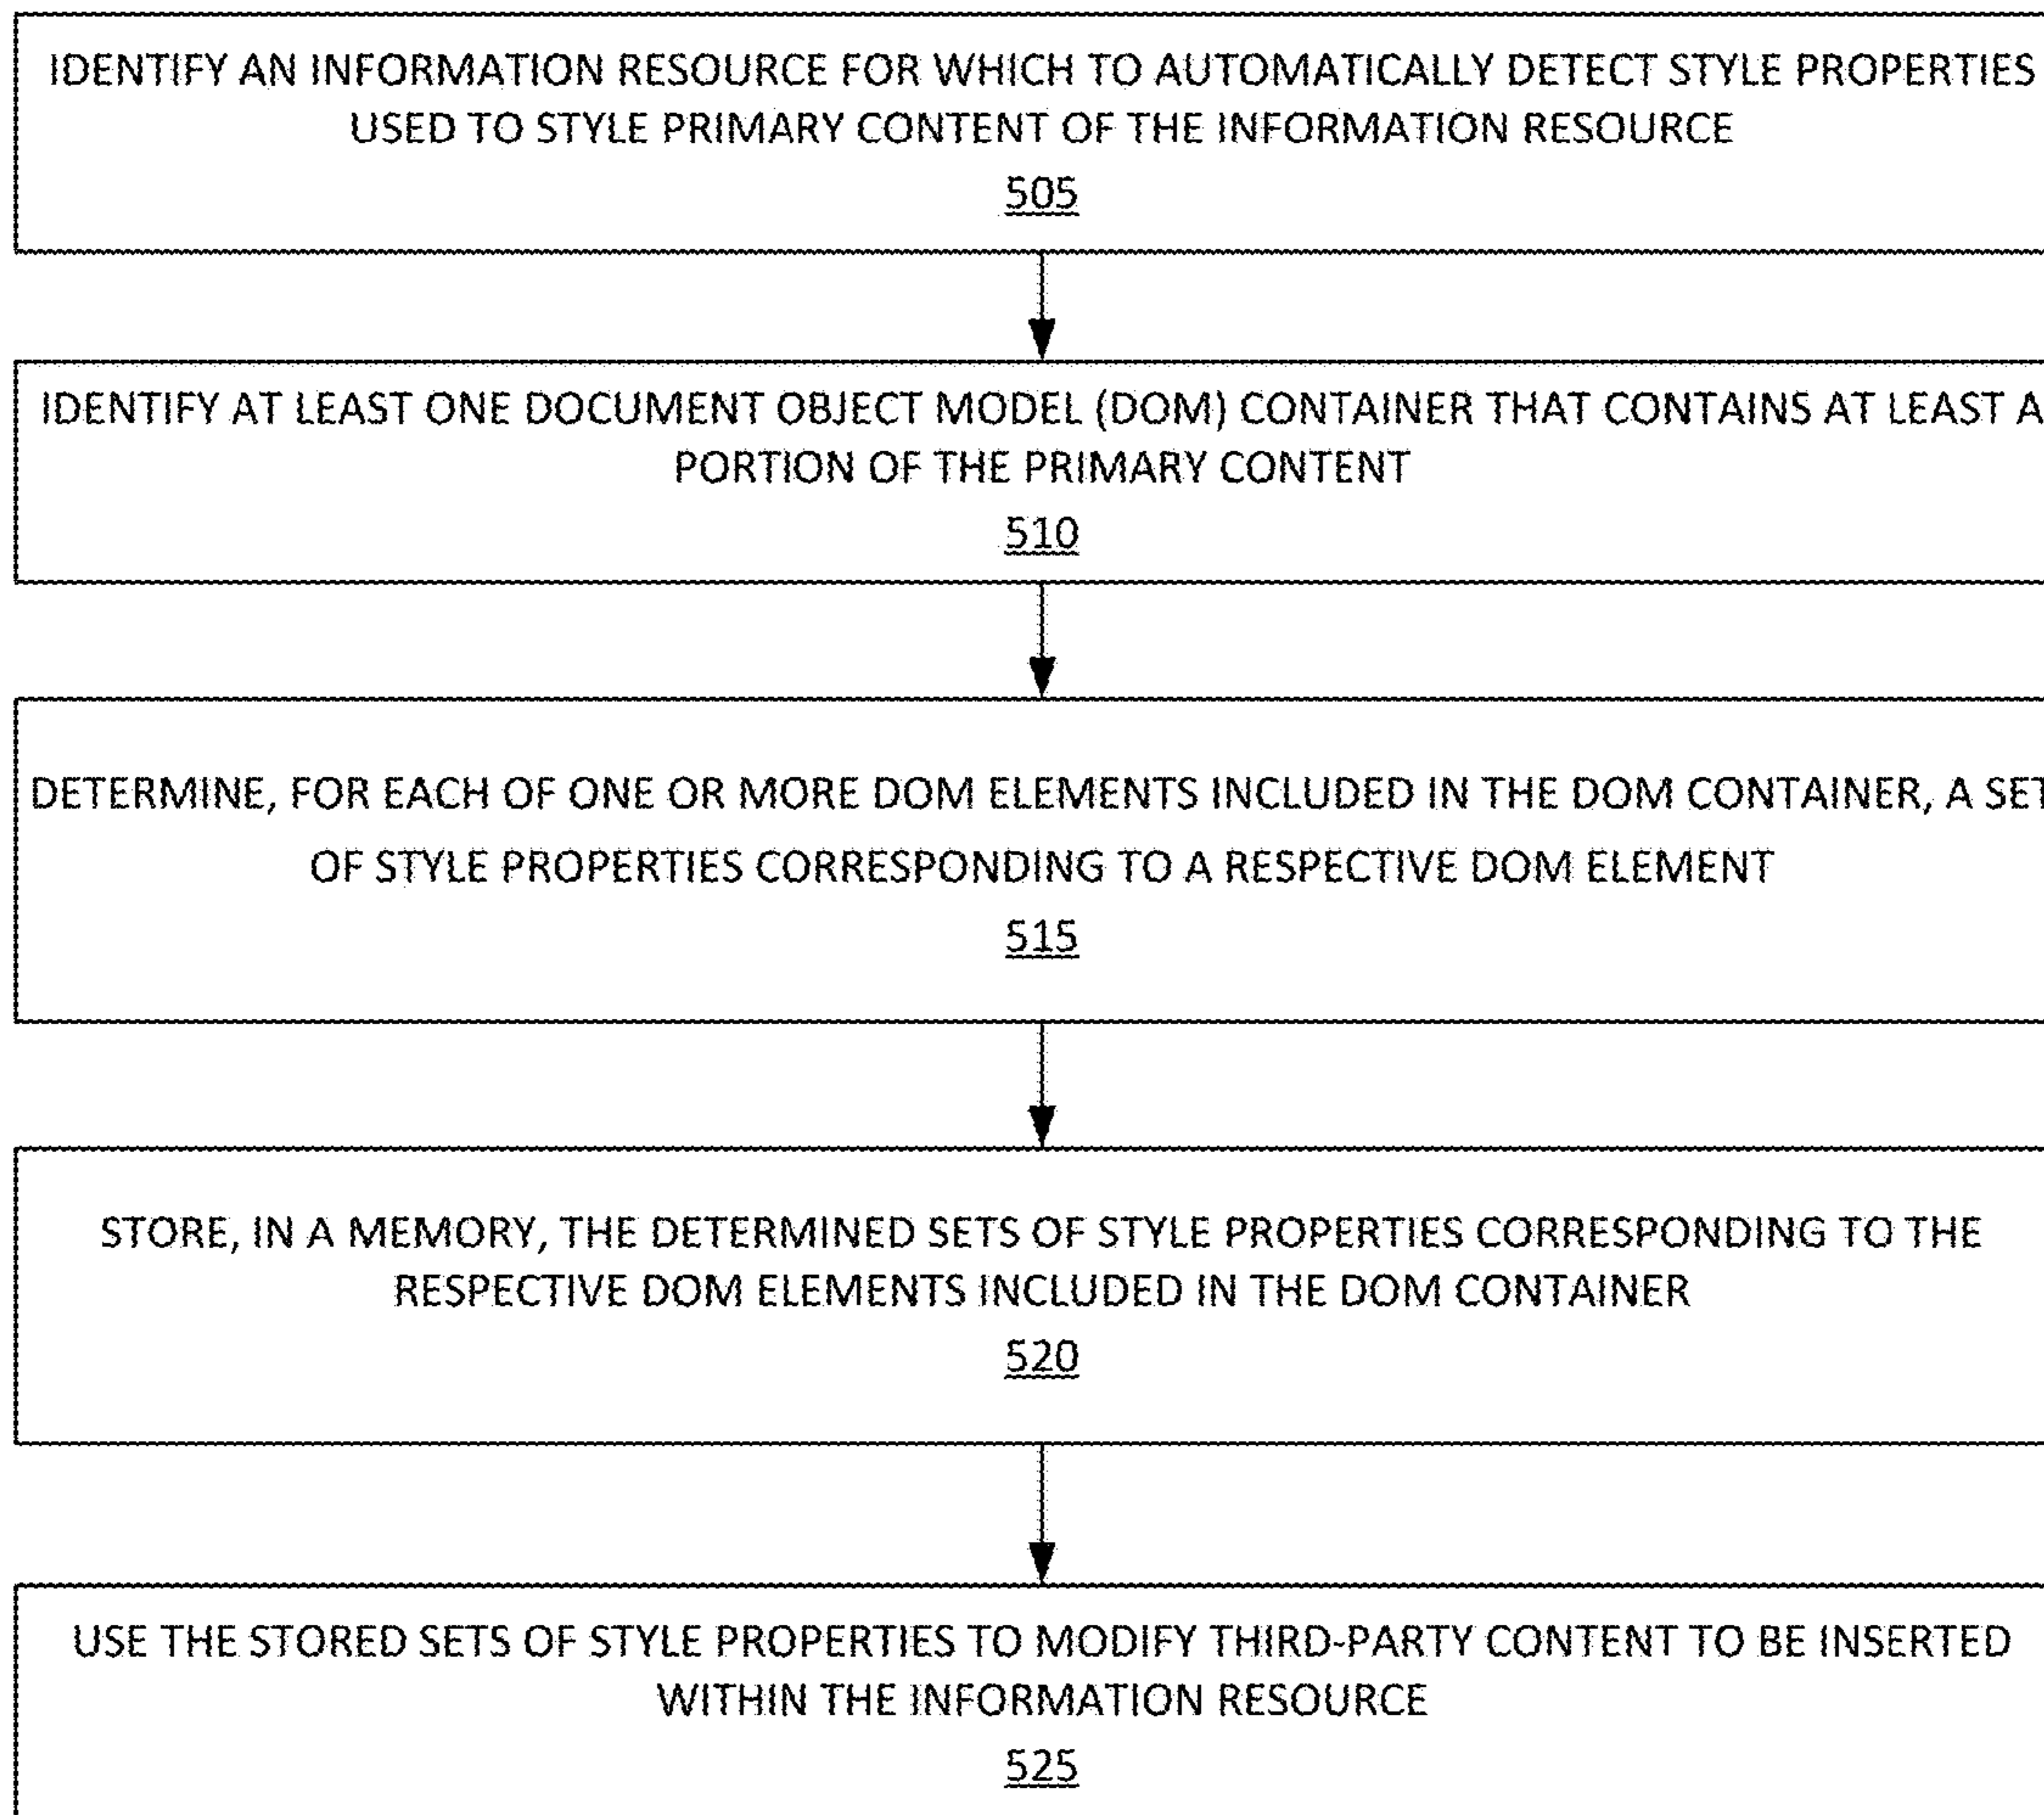 IDENTIFY AN INFORMATION RESOURCE FOR WHICH TO AUTOMATICALLY DETECT STYLE PROPERTIES
USED TO STYLE PRIMARY CONTENT OF THE INFORMATION RESOURCE
505
IDENTIFY AT LEAST ONE DOCUMENT OBJECT MODEL (DOM) CONTAINER THAT CONTAINS AT LEAST A
PORTION OF THE PRIMARY CONTENT
510
DETERMINE, FOR EACH OF ONE OR MORE DOM ELEMENTS INCLUDED IN THE DOM CONTAINER, A SET
OF STYLE PROPERTIES CORRESPONDING TO A RESPECTIVE DOM ELEMENT
515
STORE, IN A MEMORY, THE DETERMINED SETS OF STYLE PROPERTIES CORRESPONDING TO THE
RESPECTIVE DOM ELEMENTS INCLUDED IN THE DOM CONTAINER
520
USE THE STORED SETS OF STYLE PROPERTIES TO MODIFY THIRD-PARTY CONTENT TO BE INSERTED
WITHIN THE INFORMATION RESOURCE
525